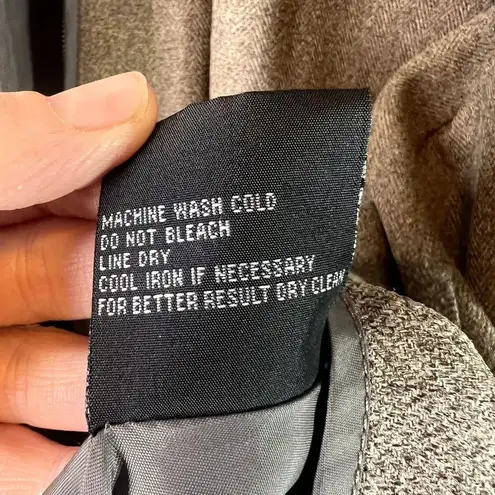 MACHINE WASH COLD
DO NOT BLEACH
LINE DRY
COOL IRON IF NECESSARY
FOR BETTER RESULT DRY CLEAN